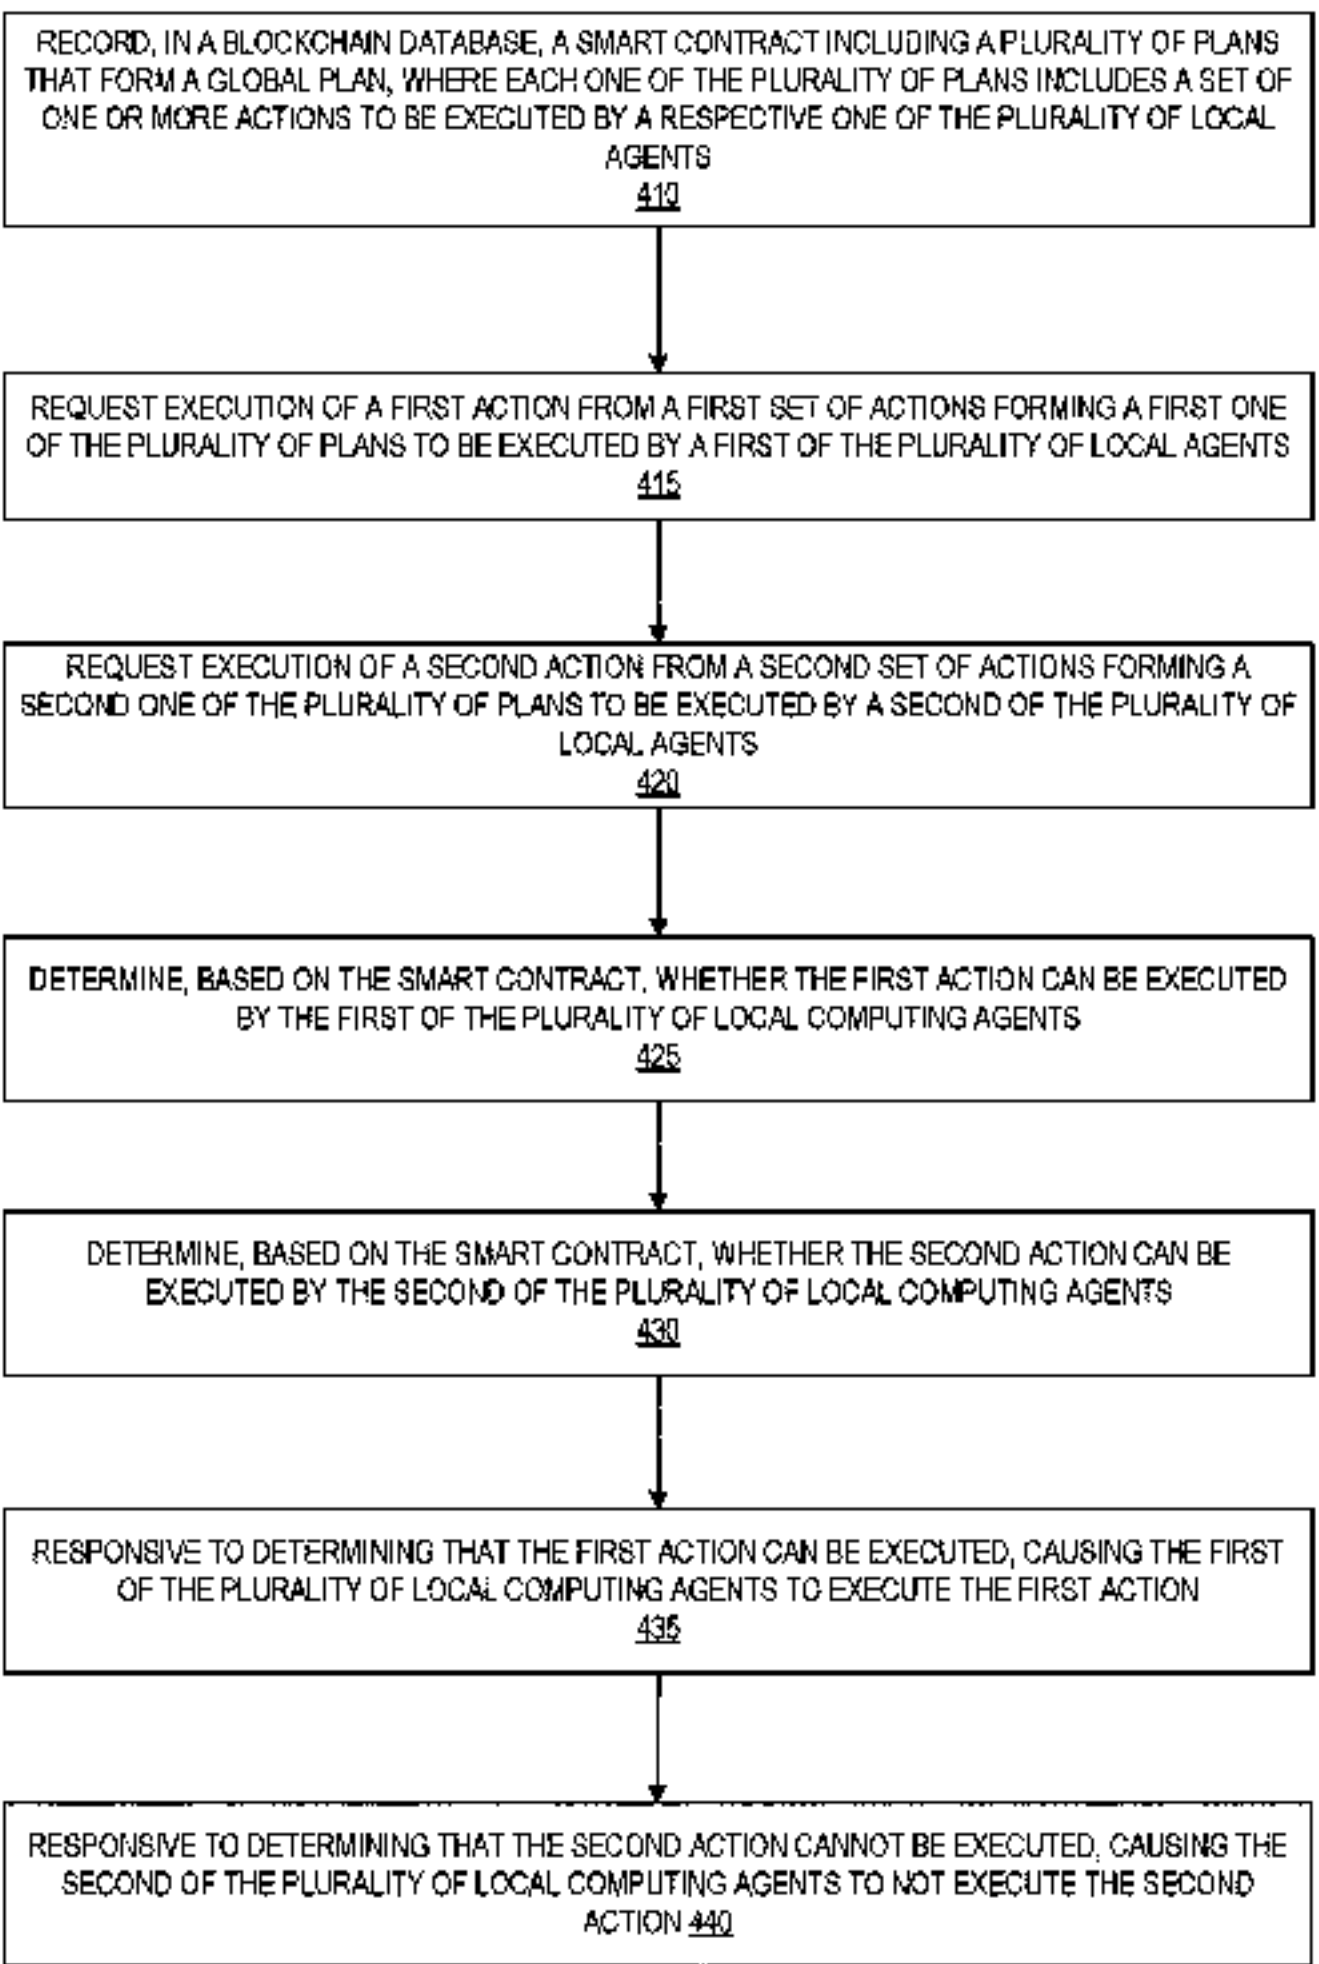 RECORD, IN A BLOCKCHAIN DATABASE, A SMART CONTRACT INCLUDING A PLURALITY OF PLANS
THAT FORM A GLOBAL PLAN, WHERE EACH ONE OF THE PLURALITY OF PLANS INCLUDES A SET OF
ONE OR MORE ACTIONS TO BE EXECUTED BY A RESPECTIVE ONE OF THE PLURALITY OF LOCAL
AGENTS
410
REQUEST EXECUTION OF A FIRST ACTION FROM A FIRST SET OF ACTIONS FORMING A FIRST ONE
OF THE PLURALITY OF PLANS TO BE EXECUTED BY A FIRST OF THE PLURALITY OF LOCAL AGENTS
415
REQUEST EXECUTION OF A SECOND ACTION FROM A SECOND SET OF ACTIONS FORMING A
SECOND ONE OF THE PLURALITY OF PLANS TO BE EXECUTED BY A SECOND OF THE PLURALITY OF
LOCAL AGENTS
420
DETERMINE, BASED ON THE SMART CONTRACT, WHETHER THE FIRST ACTION CAN BE EXECUTED
BY THE FIRST OF THE PLURALITY OF LOCAL COMPUTING AGENTS
425
DETERMINE, BASED ON THE SMART CONTRACT, WHETHER THE SECOND ACTION CAN BE
EXECUTED BY THE SECOND OF THE PLURALITY OF LOCAL COMPUTING AGENTS
430
RESPONSIVE TO DETERMINING THAT THE FIRST ACTION CAN BE EXECUTED, CAUSING THE FIRST
OF THE PLURALITY OF LOCAL COMPUTING AGENTS TO EXECUTE THE FIRST ACTION
435
RESPONSIVE TO DETERMINING THAT THE SECOND ACTION CANNOT BE EXECUTED, CAUSING THE
SECOND OF THE PLURALITY OF LOCAL COMPUTING AGENTS TO NOT EXECUTE THE SECOND
ACTION 440